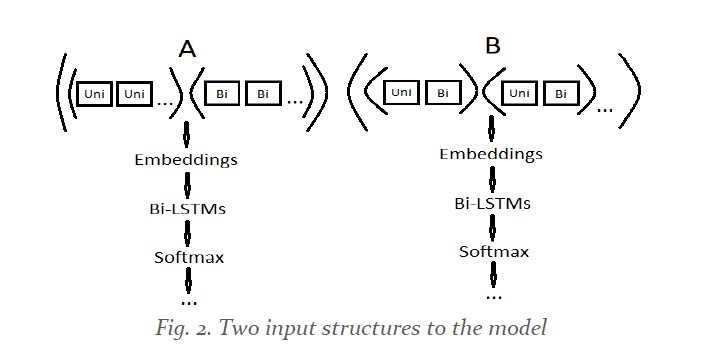 A
((Uni Uni ...) (Bi Bi ...))
Embeddings
Bi-LSTMs
Softmax
...
B
((Uni Bi) (Uni Bi) ...)
Embeddings
Bi-LSTMs
Softmax
...
Fig. 2. Two input structures to the model